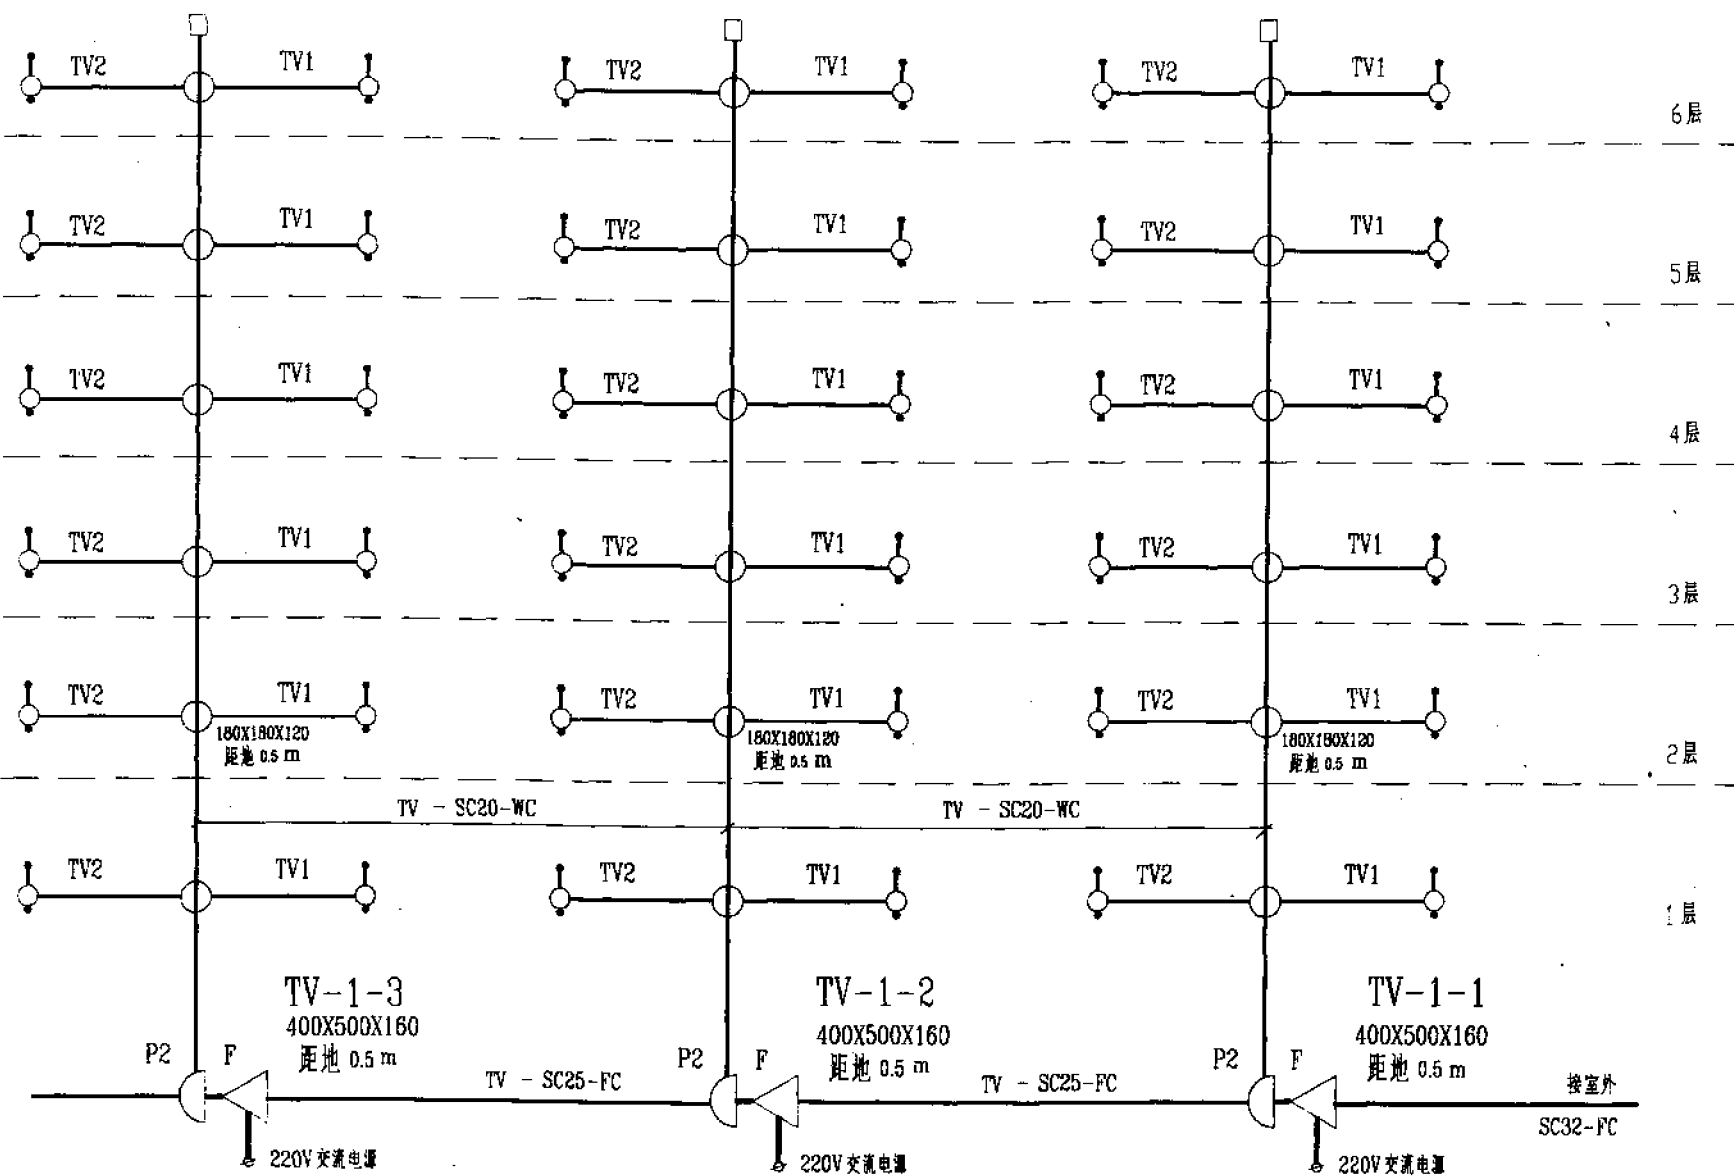 TV2 TV1 TV2 TV1 TV2 TV1
6层
TV2 TV1 TV2 TV1 TV2 TV1
5层
TV2 TV1 TV2 TV1 TV2 TV1
4层
TV2 TV1 TV2 TV1 TV2 TV1
3层
TV2 TV1 TV2 TV1 TV2 TV1
180X180X120 180X180X120 180X180X120
距地 0.5 m 距地 0.5 m 距地 0.5 m
2层
TV - SC20-WC TV - SC20-WC
TV2 TV1 TV2 TV1 TV2 TV1
1层
TV-1-3 TV-1-2 TV-1-1
400X500X160 400X500X160 400X500X160
P2 F 距地 0.5 m P2 F 距地 0.5 m P2 F 距地 0.5 m
TV - SC25-FC TV - SC25-FC 接室外
SC32-FC
220V交流电源 220V交流电源 220V交流电源